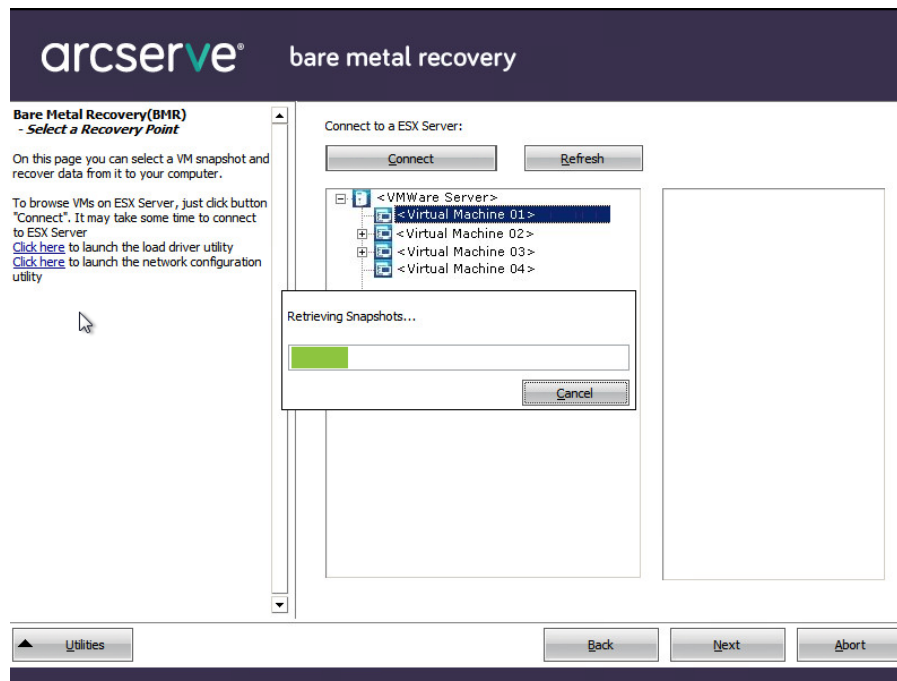 arcserve® bare metal recovery
Bare Metal Recovery(BMR)
- Select a Recovery Point
On this page you can select a VM snapshot and
recover data from it to your computer.
To browse VMs on ESX Server, just click button
"Connect". It may take some time to connect
to ESX Server
Click here to launch the load driver utility
Click here to launch the network configuration
utility
Connect to a ESX Server:
Connect
Refresh
<VMWare Server>
<Virtual Machine 01>
<Virtual Machine 02>
<Virtual Machine 03>
<Virtual Machine 04>
Retrieving Snapshots...
Cancel
Utilities
Back
Next
Abort